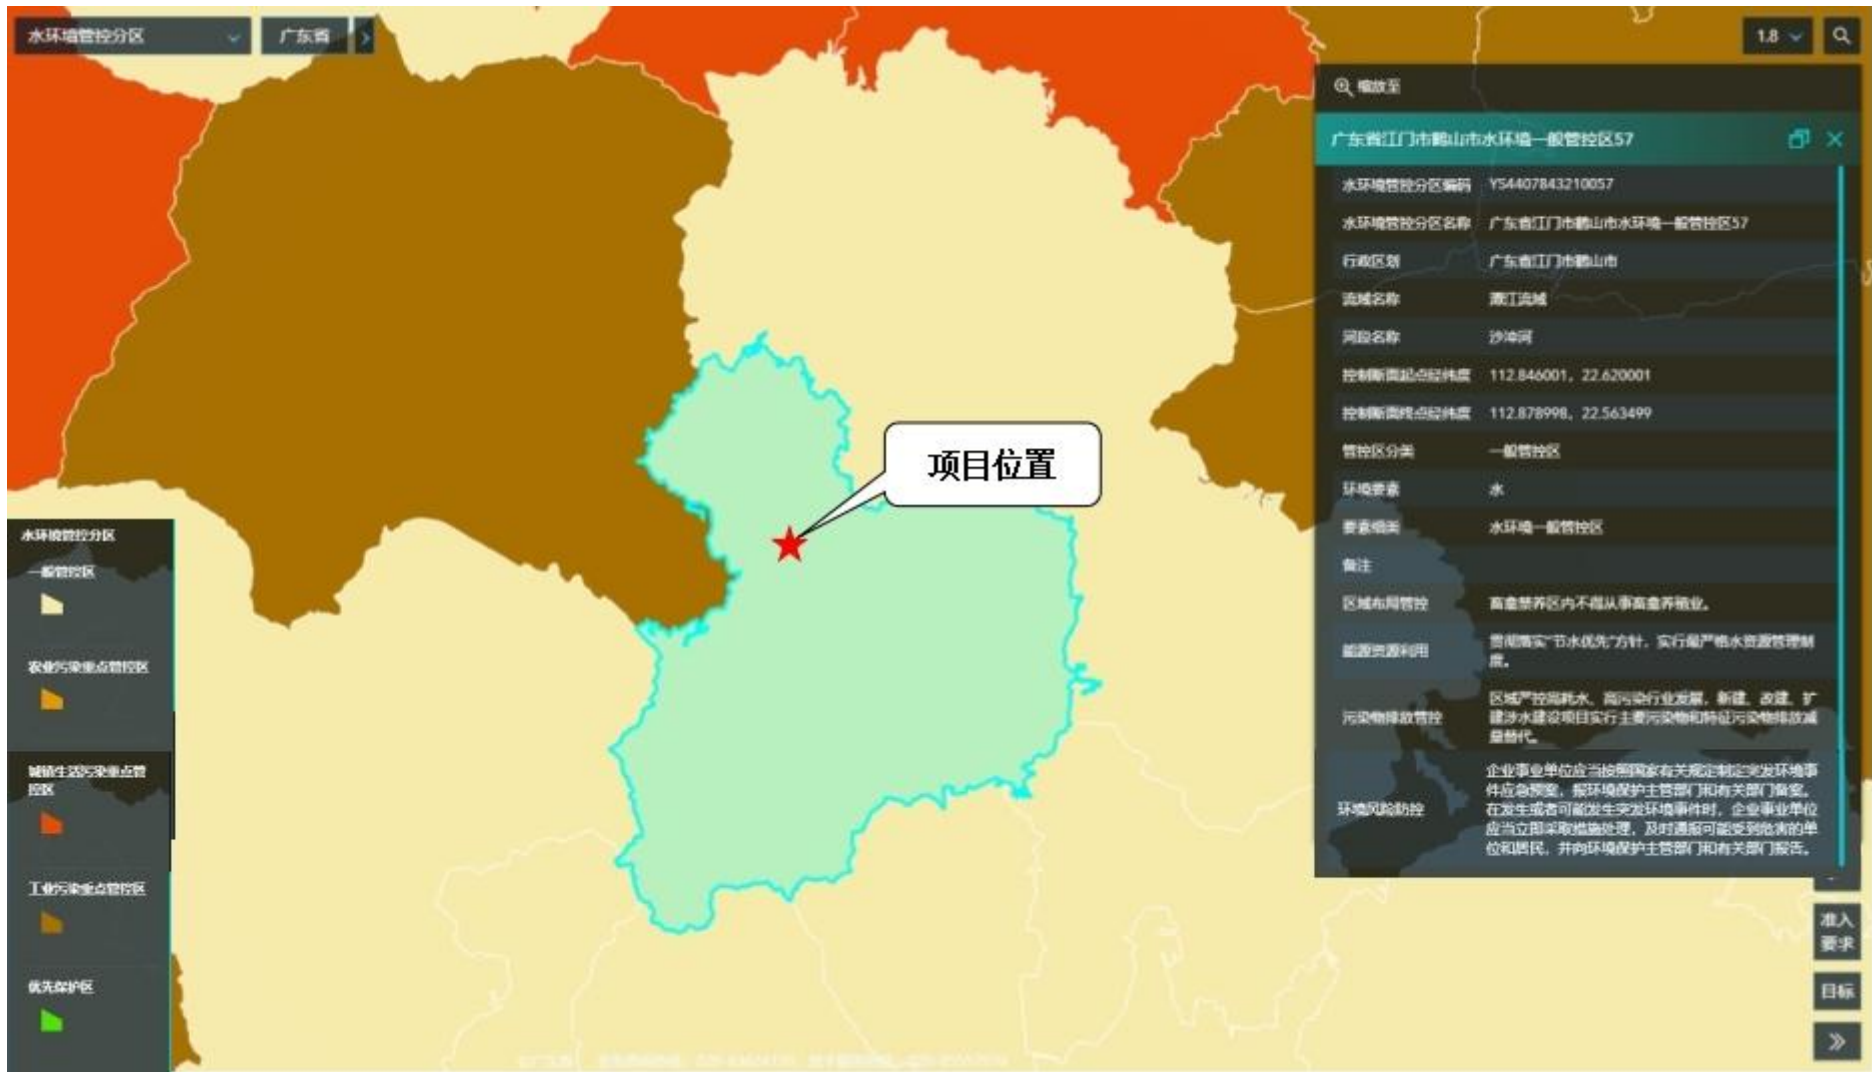 水环境管控分区
广东省
1.8
缩放至
广东省江门市鹤山市水环境一般管控区57
水环境管控分区编码 YS4407843210057
水环境管控分区名称 广东省江门市鹤山市水环境一般管控区57
行政区划 广东省江门市鹤山市
流域名称 潭江流域
河段名称 沙冲河
控制断面起点经纬度 112.846001, 22.620001
控制断面终点经纬度 112.878998, 22.563499
管控区分类 一般管控区
环境要素 水
要素细类 水环境一般管控区
备注
区域布局管控 畜禽禁养区内不得从事畜禽养殖业。
能源资源利用 贯彻落实“节水优先”方针，实行最严格水资源管理制
度。
污染物排放管控 区域严控高耗水、高污染行业发展，新建、改建、扩
建涉水建设项目实行主要污染物和特征污染物排放减
量替代。
环境风险防控 企业事业单位应当按照国家有关规定制定突发环境事
件应急预案，报环境保护主管部门和有关部门备案。
在发生或者可能发生突发环境事件时，企业事业单位
应当立即采取措施处理，及时通报可能受到危害的单
位和居民，并向环境保护主管部门和有关部门报告。
项目位置
水环境管控分区
一般管控区
农业污染重点管控区
城镇生活污染重点管
控区
工业污染重点管控区
优先保护区
准入
要求
目标